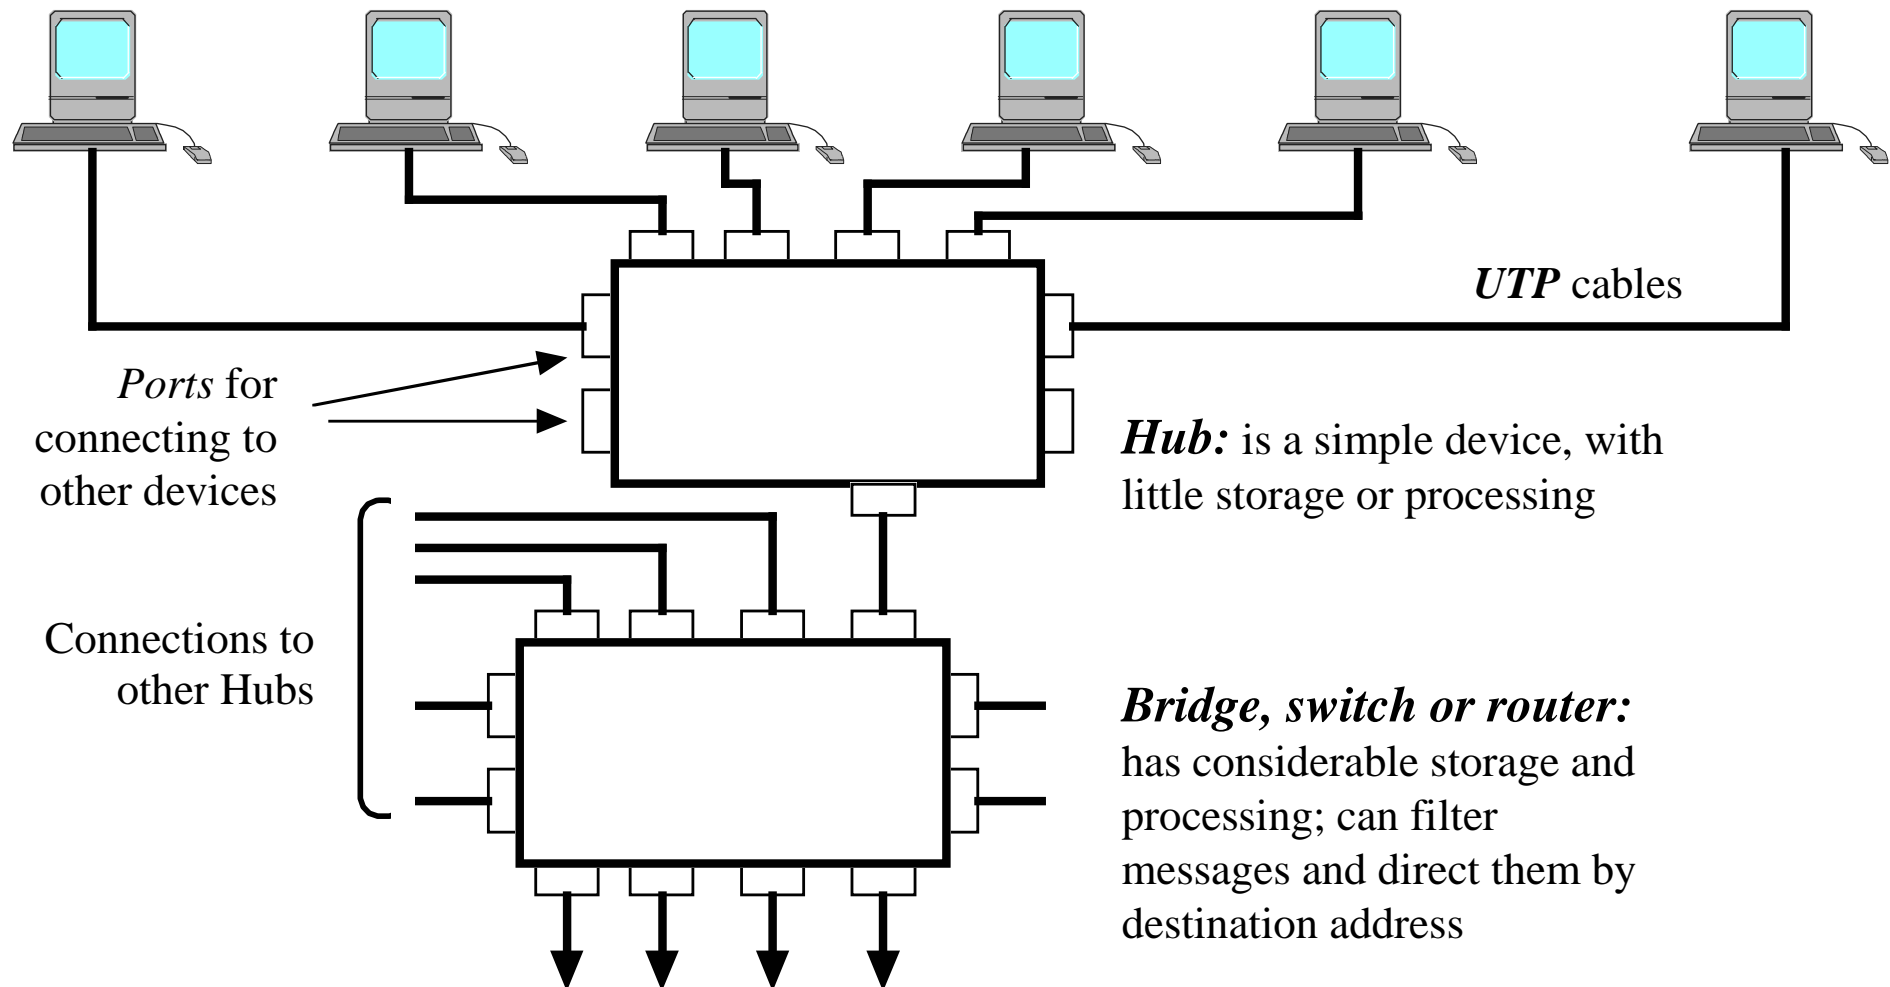 UTP cables
Ports for
connecting to
other devices
Hub: is a simple device, with
little storage or processing
Connections to
other Hubs
Bridge, switch or router:
has considerable storage and
processing; can filter
messages and direct them by
destination address